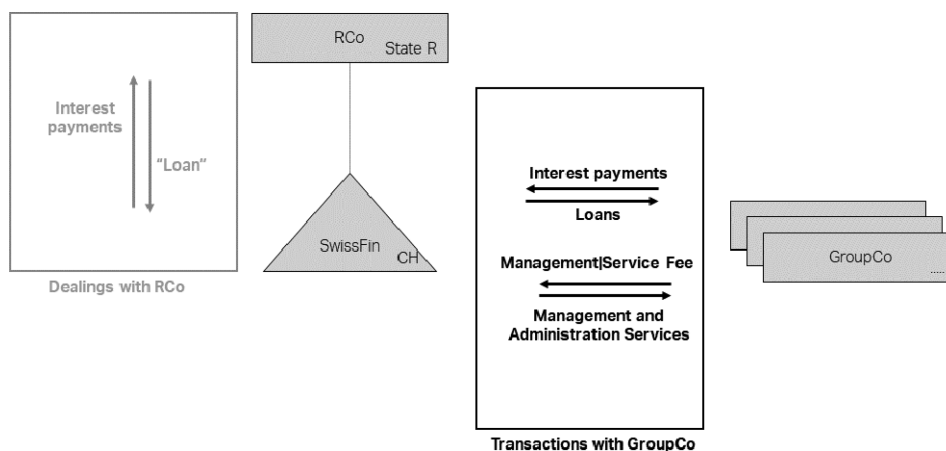 RCo
State R
Interest
payments
"Loan"
SwissFin
CH
Dealings with RCo
Interest payments
Loans
Management|Service Fee
Management and
Administration Services
GroupCo
.....
Transactions with GroupCo